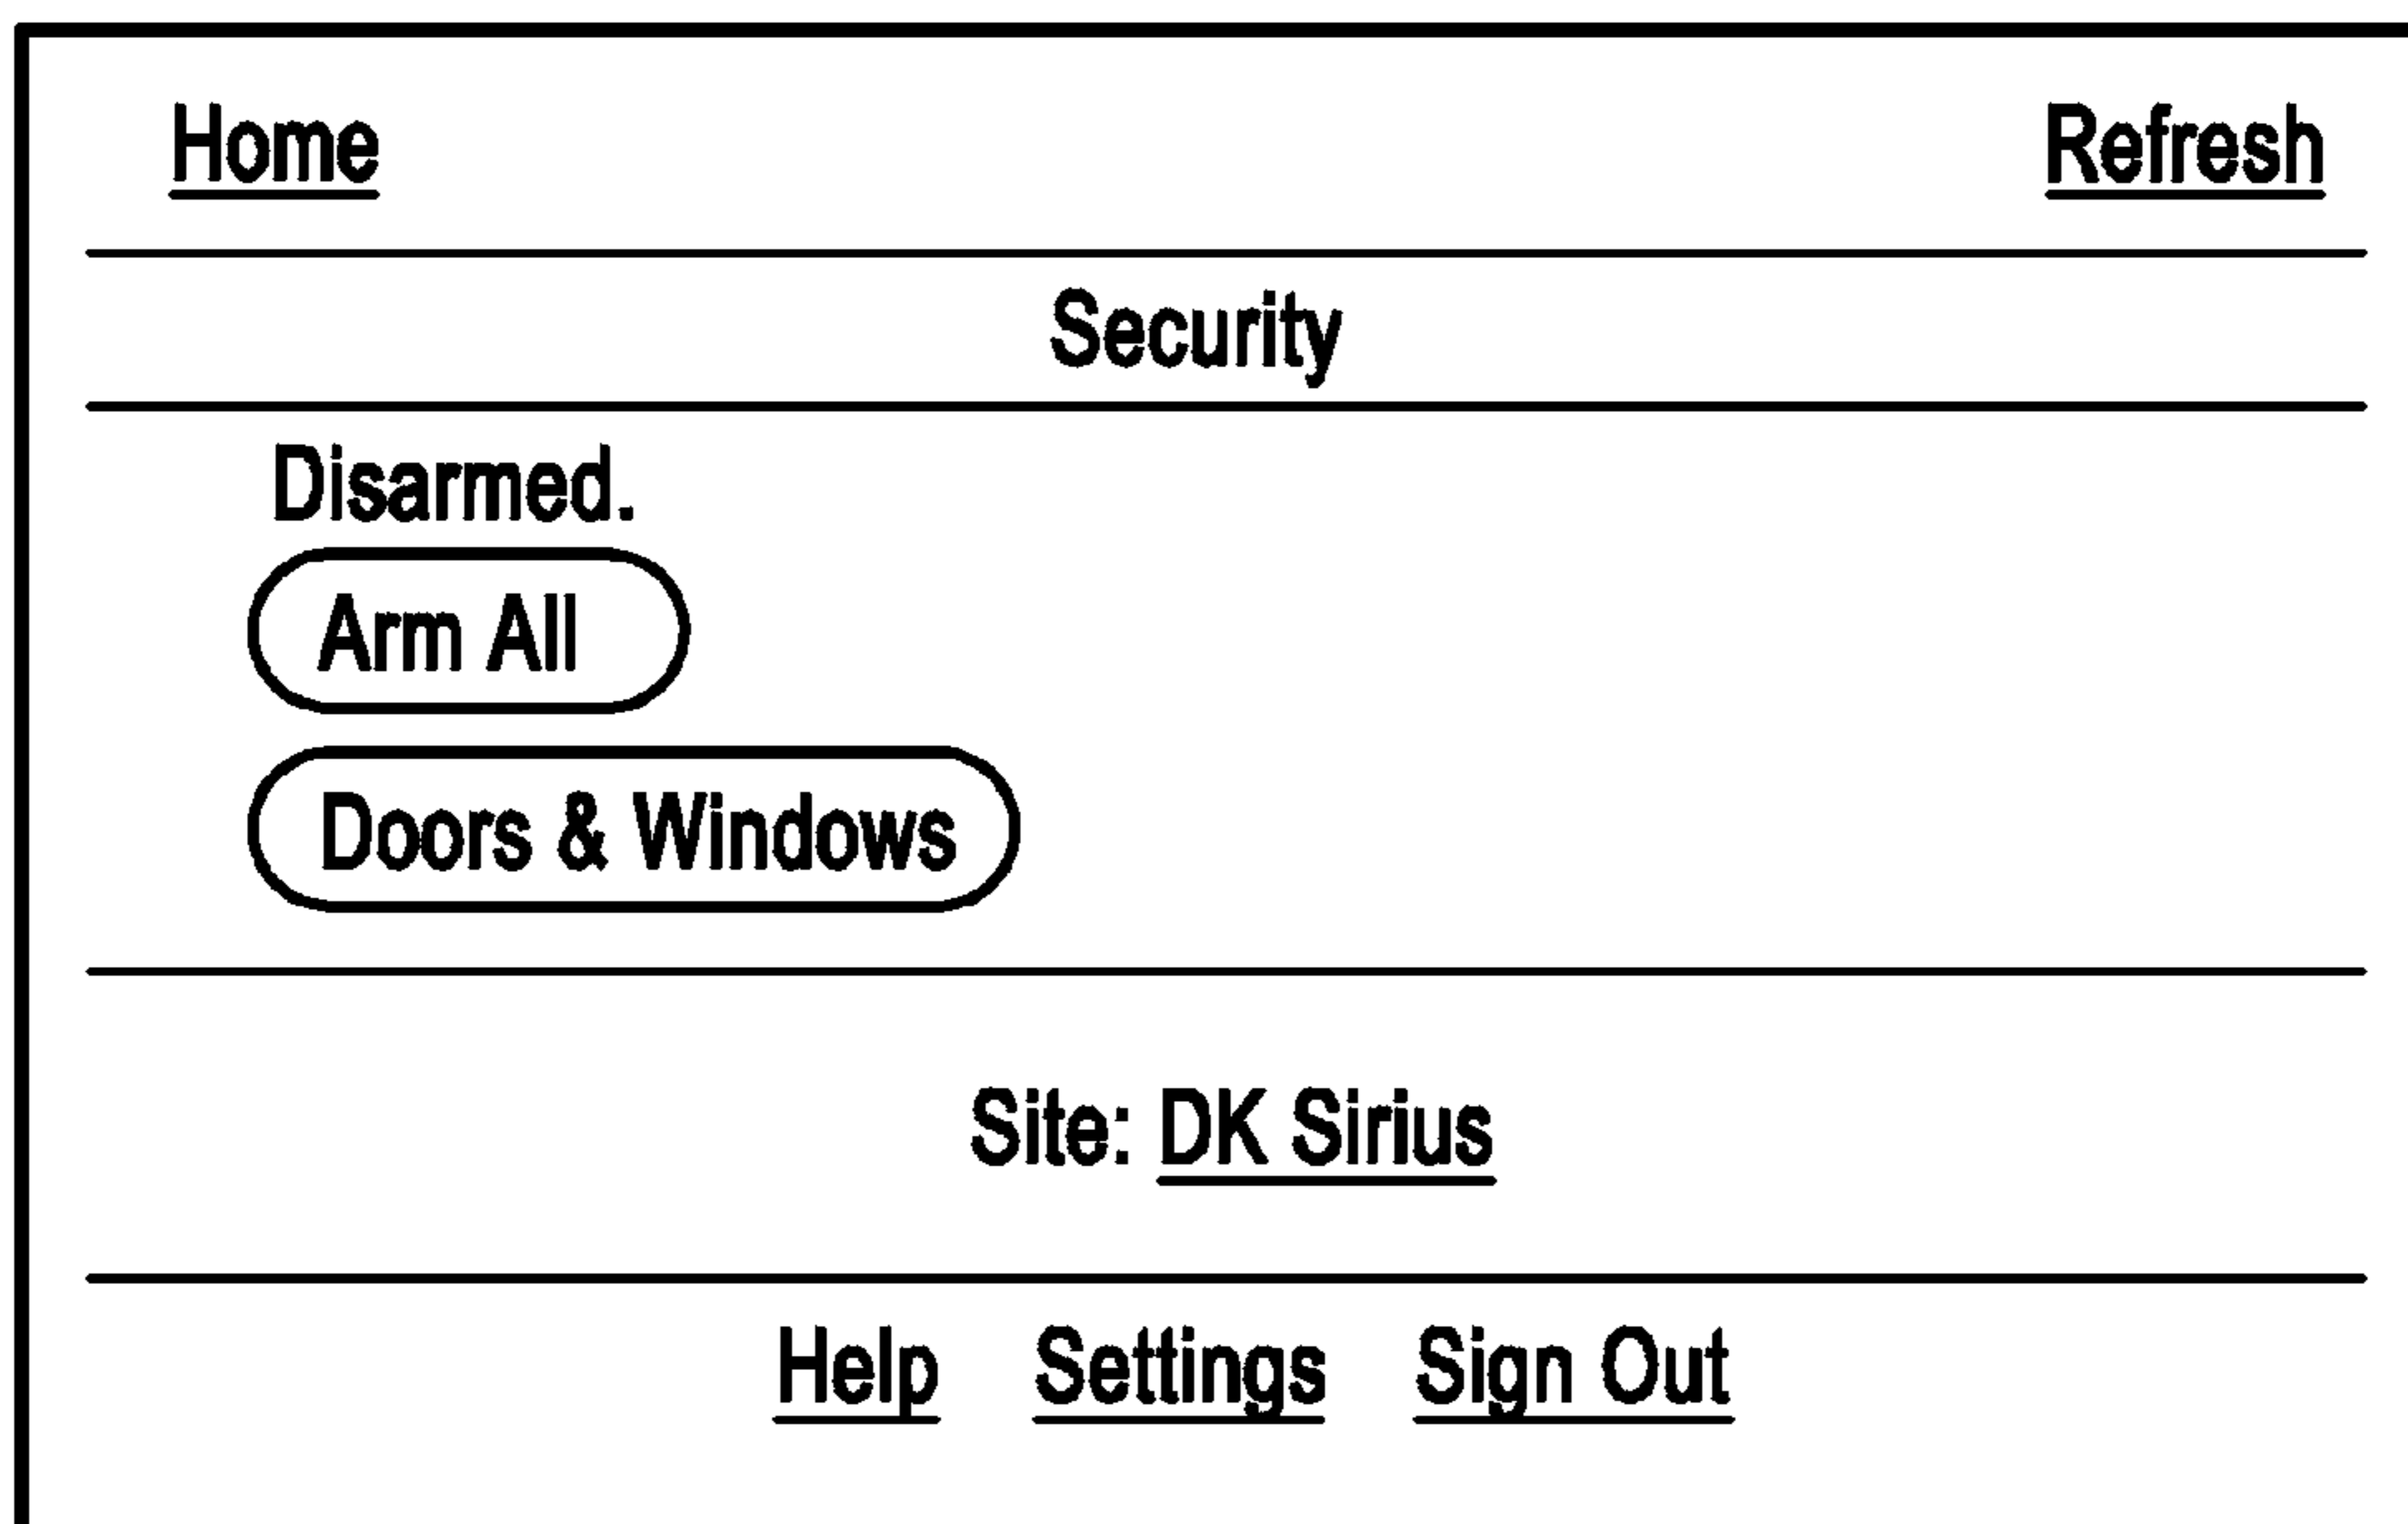 Home Refresh
Security
Disarmed.
Arm All
Doors & Windows
Site: DK Sirius
Help Settings Sign Out